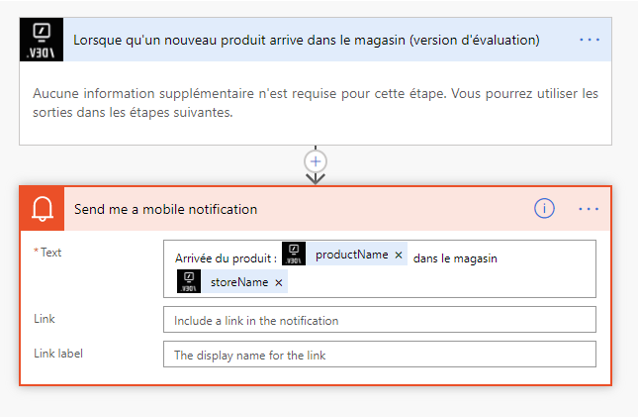 Lorsque qu'un nouveau produit arrive dans le magasin (version d'évaluation)
Aucune information supplémentaire n'est requise pour cette étape. Vous pourrez utiliser les
sorties dans les étapes suivantes.
Send me a mobile notification
* Text
Arrivée du produit : productName × dans le magasin
storeName ×
Link
Include a link in the notification
Link label
The display name for the link